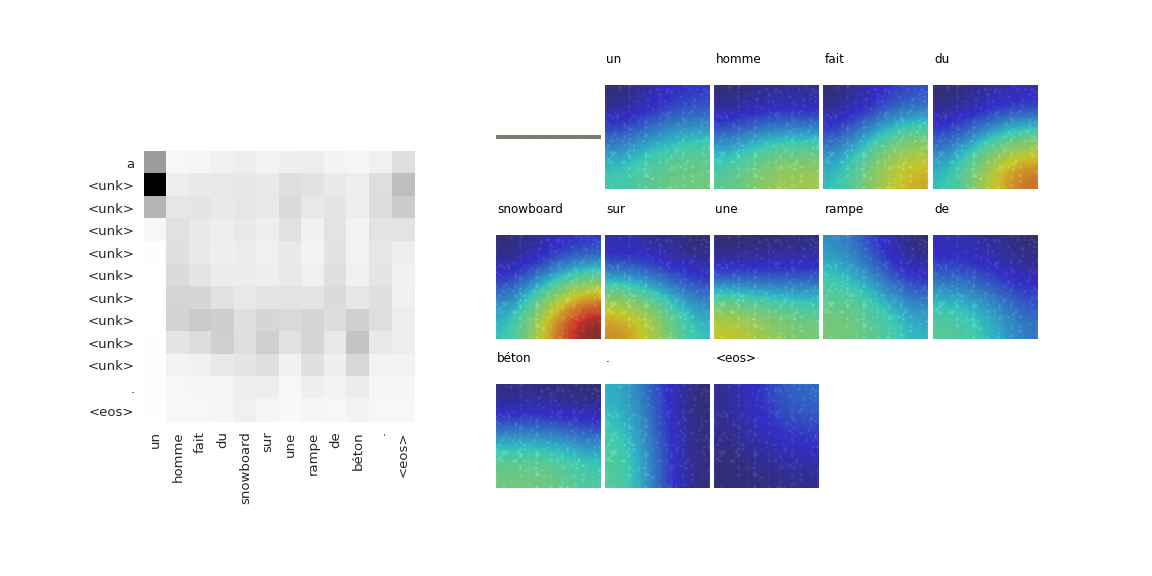 a
<unk>
<unk>
<unk>
<unk>
<unk>
<unk>
<unk>
<unk>
<unk>
.
<eos>
un homme fait du snowboard sur une rampe de béton . <eos>
un homme fait du
snowboard sur une rampe de
béton . <eos>